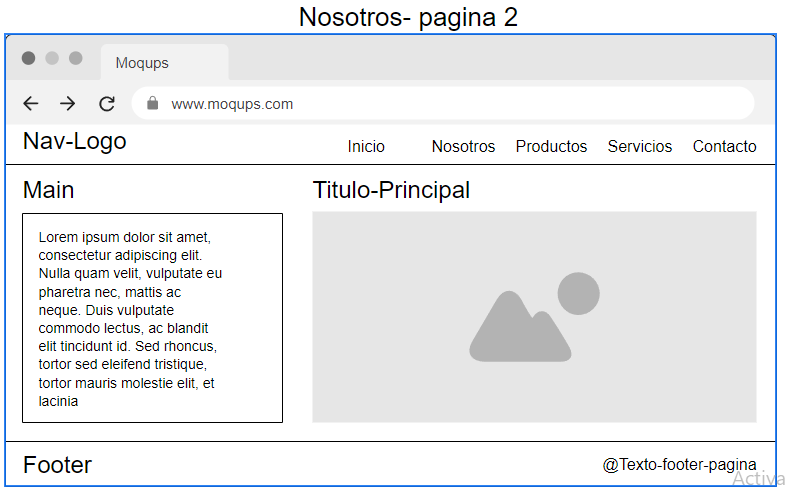 Nosotros- pagina 2
Moqups
www.moqups.com
Nav-Logo
Inicio Nosotros Productos Servicios Contacto
Main
Titulo-Principal
Lorem ipsum dolor sit amet,
consectetur adipiscing elit.
Nulla quam velit, vulputate eu
pharetra nec, mattis ac
neque. Duis vulputate
commodo lectus, ac blandit
elit tincidunt id. Sed rhoncus,
tortor sed eleifend tristique,
tortor mauris molestie elit, et
lacinia
Footer
@Texto-footer-pagina
Activa